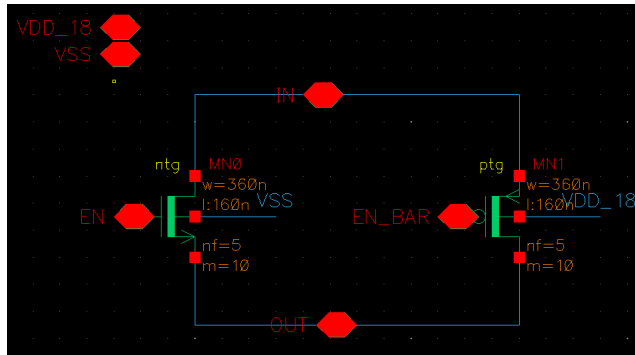 VDD_18
VSS
IN
ntg MN0
w=360n
l:160n VSS
EN
nf=5
m=10
ptg MN1
w=360n
l:160n VDD_18
EN_BAR
nf=5
m=10
OUT